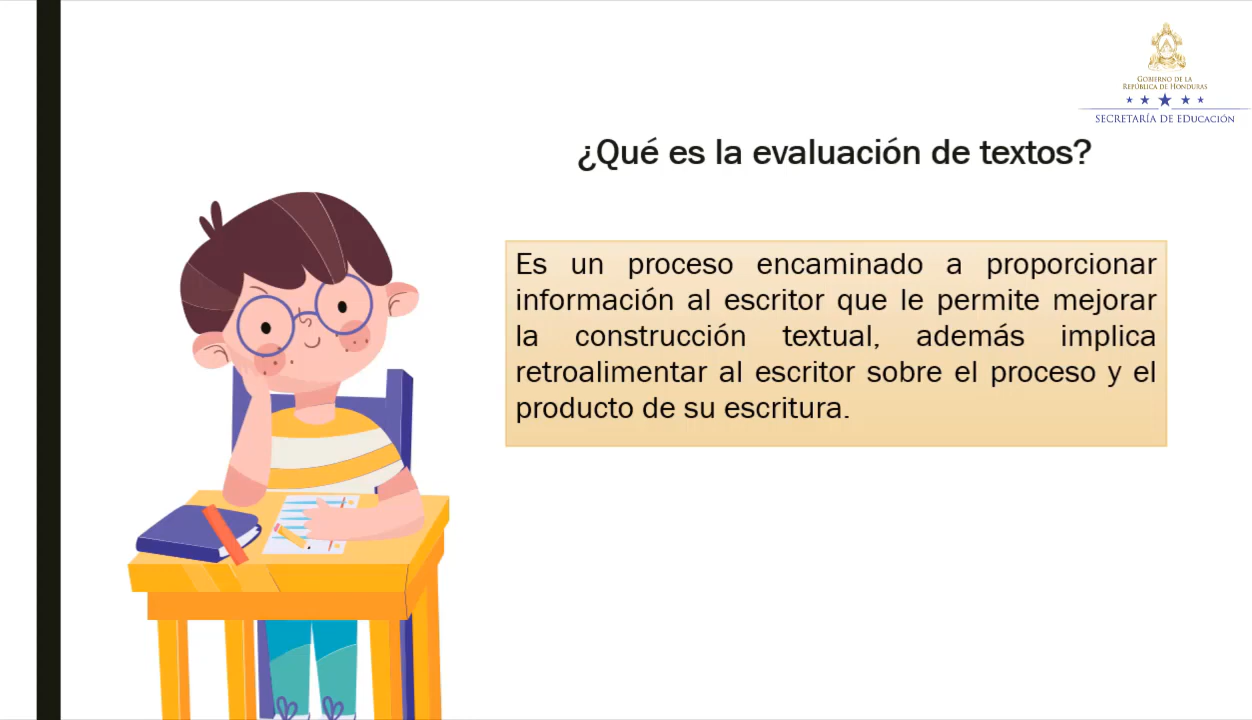 GOBIERNO DE LA
REPÚBLICA DE HONDURAS
SECRETARÍA DE EDUCACIÓN
¿Qué es la evaluación de textos?
Es un proceso encaminado a proporcionar
información al escritor que le permite mejorar
la construcción textual, además implica
retroalimentar al escritor sobre el proceso y el
producto de su escritura.